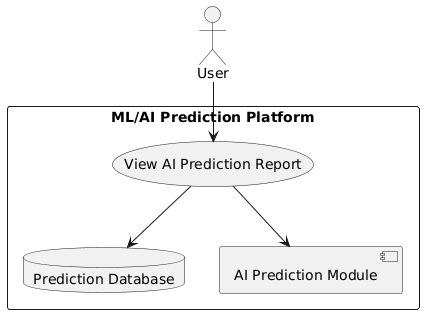 User
ML/AI Prediction Platform
View AI Prediction Report
Prediction Database
AI Prediction Module